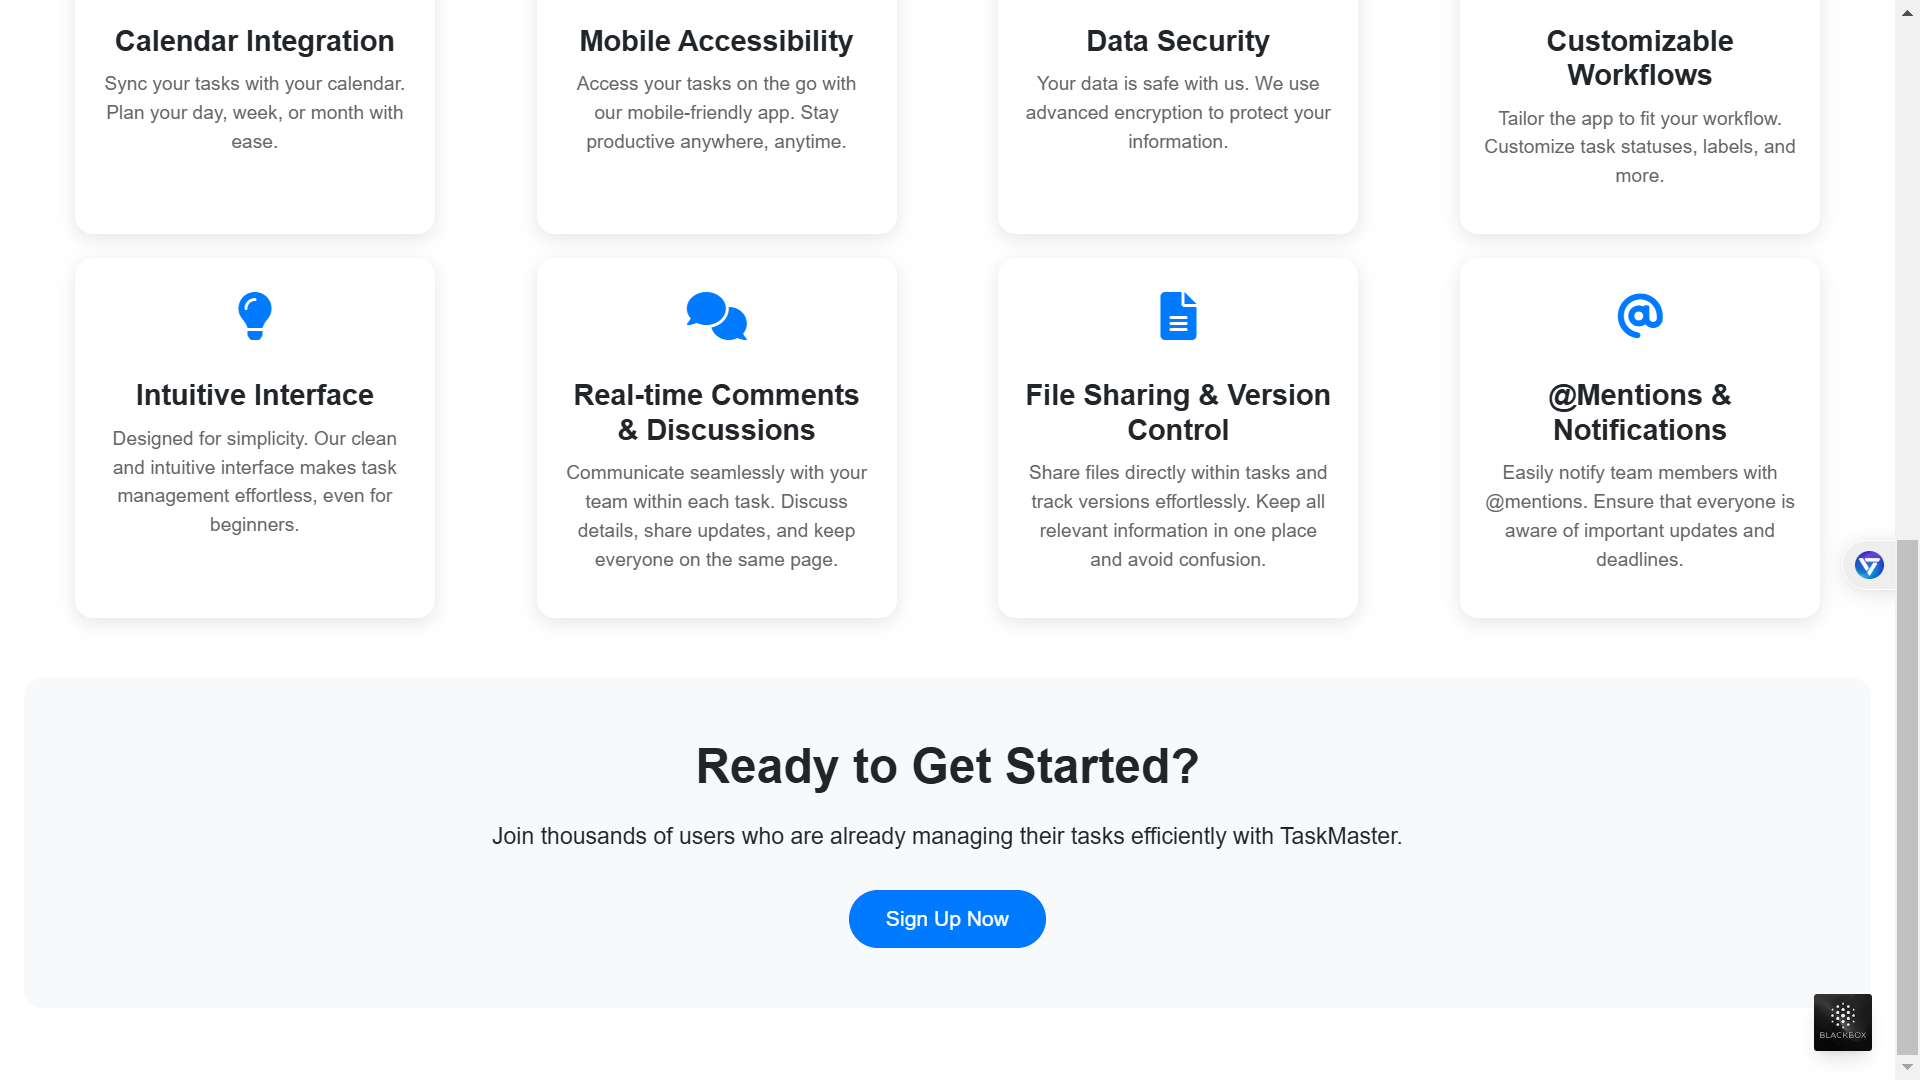 Calendar Integration
Sync your tasks with your calendar.
Plan your day, week, or month with
ease.
Mobile Accessibility
Access your tasks on the go with
our mobile-friendly app. Stay
productive anywhere, anytime.
Data Security
Your data is safe with us. We use
advanced encryption to protect your
information.
Customizable
Workflows
Tailor the app to fit your workflow.
Customize task statuses, labels, and
more.
Intuitive Interface
Designed for simplicity. Our clean
and intuitive interface makes task
management effortless, even for
beginners.
Real-time Comments
& Discussions
Communicate seamlessly with your
team within each task. Discuss
details, share updates, and keep
everyone on the same page.
File Sharing & Version
Control
Share files directly within tasks and
track versions effortlessly. Keep all
relevant information in one place
and avoid confusion.
@Mentions &
Notifications
Easily notify team members with
@mentions. Ensure that everyone is
aware of important updates and
deadlines.
Ready to Get Started?
Join thousands of users who are already managing their tasks efficiently with TaskMaster.
Sign Up Now
BLACKBOX